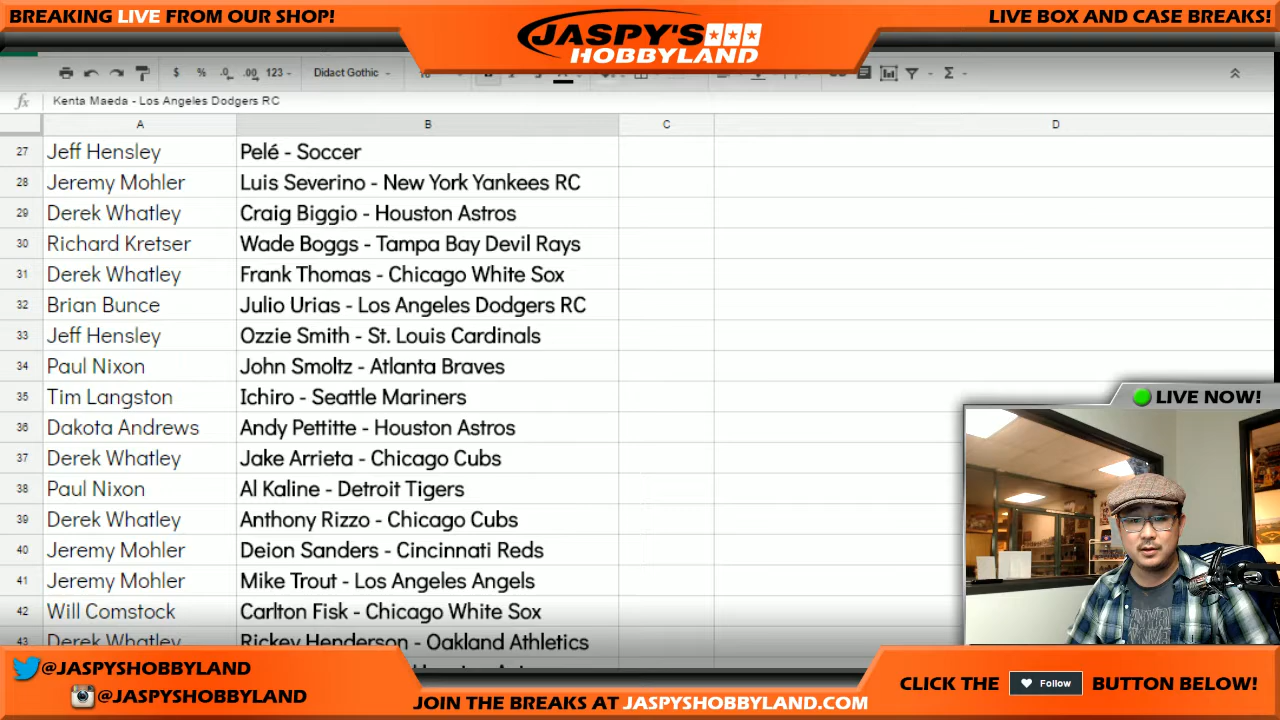 BREAKING LIVE FROM OUR SHOP!
JASPY'S
HOBBYLAND
LIVE BOX AND CASE BREAKS!
$ % .0 .00 123 Didact Gothic
fx Kenta Maeda - Los Angeles Dodgers RC
A B C D
27 Jeff Hensley Pelé - Soccer
28 Jeremy Mohler Luis Severino - New York Yankees RC
29 Derek Whatley Craig Biggio - Houston Astros
30 Richard Kretser Wade Boggs - Tampa Bay Devil Rays
31 Derek Whatley Frank Thomas - Chicago White Sox
32 Brian Bunce Julio Urias - Los Angeles Dodgers RC
33 Jeff Hensley Ozzie Smith - St. Louis Cardinals
34 Paul Nixon John Smoltz - Atlanta Braves
35 Tim Langston Ichiro - Seattle Mariners
36 Dakota Andrews Andy Pettitte - Houston Astros
37 Derek Whatley Jake Arrieta - Chicago Cubs
38 Paul Nixon Al Kaline - Detroit Tigers
39 Derek Whatley Anthony Rizzo - Chicago Cubs
40 Jeremy Mohler Deion Sanders - Cincinnati Reds
41 Jeremy Mohler Mike Trout - Los Angeles Angels
42 Will Comstock Carlton Fisk - Chicago White Sox
43 Derek Whatley Rickey Henderson - Oakland Athletics
LIVE NOW!
@JASPYSHOBBYLAND
@JASPYSHOBBYLAND
JOIN THE BREAKS AT JASPYSHOBBYLAND.COM
CLICK THE Follow BUTTON BELOW!